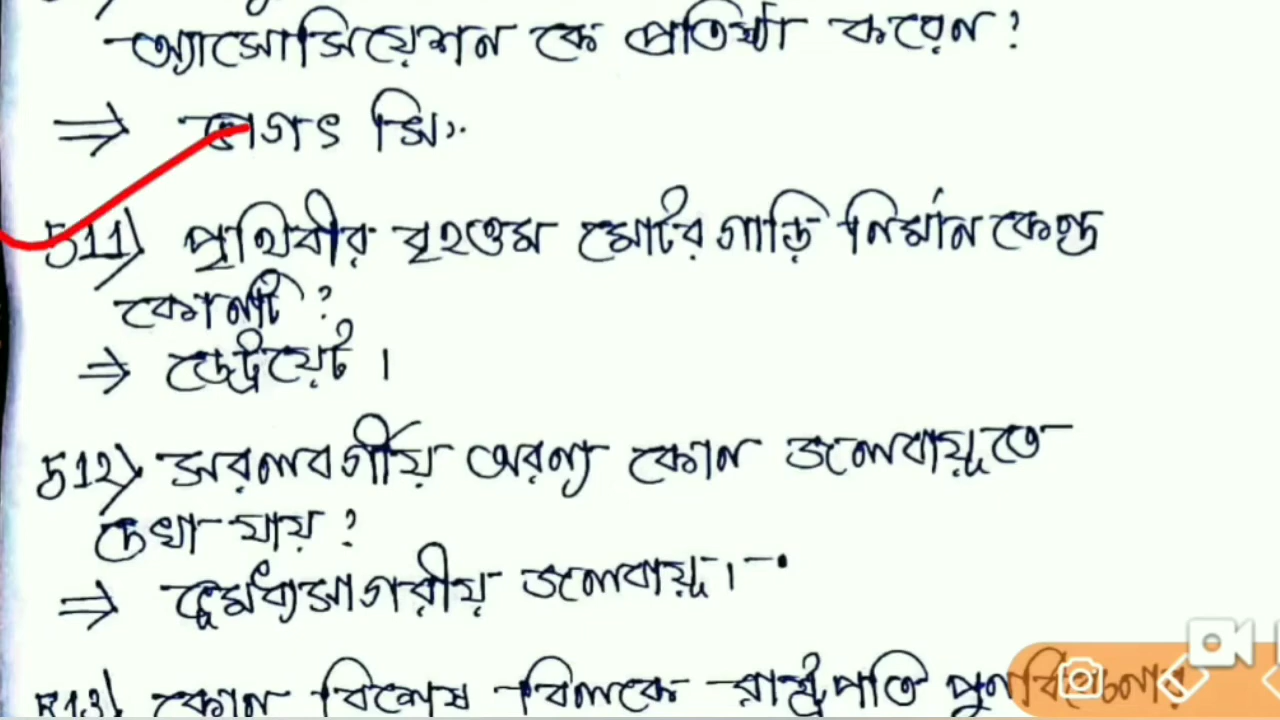 অ্যাসোসিয়েশন কে প্রতিষ্ঠা করেন?
⇒ সিং
511) পৃথিবীর বৃহত্তম মোটর গাড়ি নির্মান কেন্দ্র
কোনটি?
⇒ ডেট্রয়েট।
512) সরলবর্গীয় অরণ্য কোন জলবায়ূতে
দেখা যায়?
⇒ ভূমধ্যসাগরীয় জলবায়ূ।
513) কোন বিশেষ বিলকে রাষ্ট্রপতি পুনর্বিবেচনার